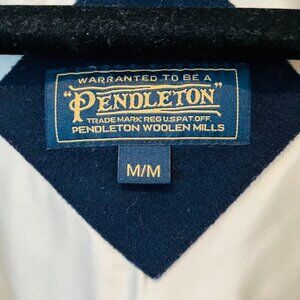 WARRANTED TO BE A
"PENDLETON"
TRADE MARK REG U.S. PAT. OFF.
PENDLETON WOOLEN MILLS
M/M